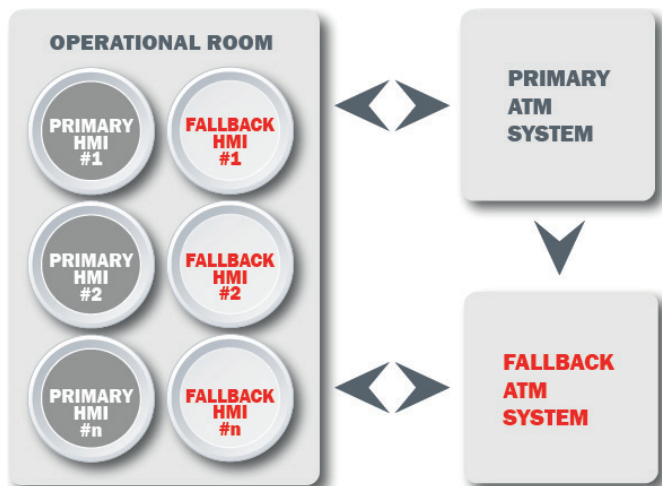 OPERATIONAL ROOM
PRIMARY
HMI
#1
FALLBACK
HMI
#1
PRIMARY
HMI
#2
FALLBACK
HMI
#2
PRIMARY
HMI
#n
FALLBACK
HMI
#n
PRIMARY
ATM
SYSTEM
FALLBACK
ATM
SYSTEM